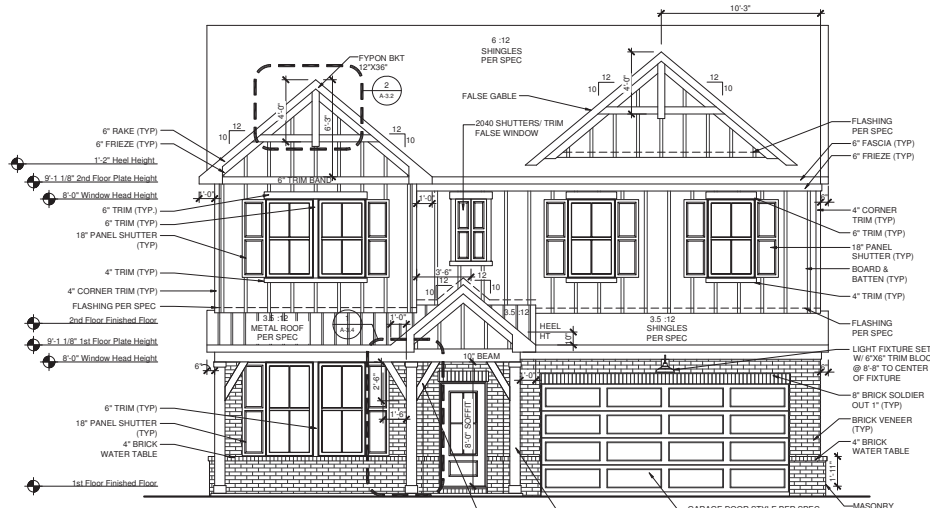 10'-3"
6 :12
SHINGLES
PER SPEC
FYPON BKT
12"X36"
2
A-3.2
12
10
12
10
4'-0"
FALSE GABLE
4'-0"
6'-3"
2040 SHUTTERS/ TRIM
FALSE WINDOW
12
10
12
10
FLASHING
PER SPEC
6" FASCIA (TYP)
6" FRIEZE (TYP)
6" RAKE (TYP)
6" FRIEZE (TYP)
1'-2" Heel Height
9'-1 1/8" 2nd Floor Plate Height
8'-0" Window Head Height
6" TRIM (TYP.)
6" TRIM (TYP)
18" PANEL SHUTTER
(TYP)
4" TRIM (TYP)
4" CORNER TRIM (TYP)
FLASHING PER SPEC
2nd Floor Finished Floor
9'-1 1/8" 1st Floor Plate Height
8'-0" Window Head Height
6" TRIM BAND
1'-0"
1'-0"
4" CORNER
TRIM (TYP)
6" TRIM (TYP)
18" PANEL
SHUTTER (TYP)
BOARD &
BATTEN (TYP)
4" TRIM (TYP)
3'-6"
12
10
12
10
3.5 :12
METAL ROOF
PER SPEC
A-3.4
1'-0"
3.5 :12
HEEL
HT
3.5 :12
SHINGLES
PER SPEC
FLASHING
PER SPEC
10" BEAM
6"
2'-6"
1'-6"
8'-0" SOFFIT
LIGHT FIXTURE SET
W/ 6"X6" TRIM BLOC
@ 8'-8" TO CENTER
OF FIXTURE
8" BRICK SOLDIER
OUT 1" (TYP)
BRICK VENEER
(TYP)
4" BRICK
WATER TABLE
1'-11"
6" TRIM (TYP)
18" PANEL SHUTTER
(TYP)
4" BRICK
WATER TABLE
1st Floor Finished Floor
GARAGE DOOR STYLE PER SPEC
MASONRY